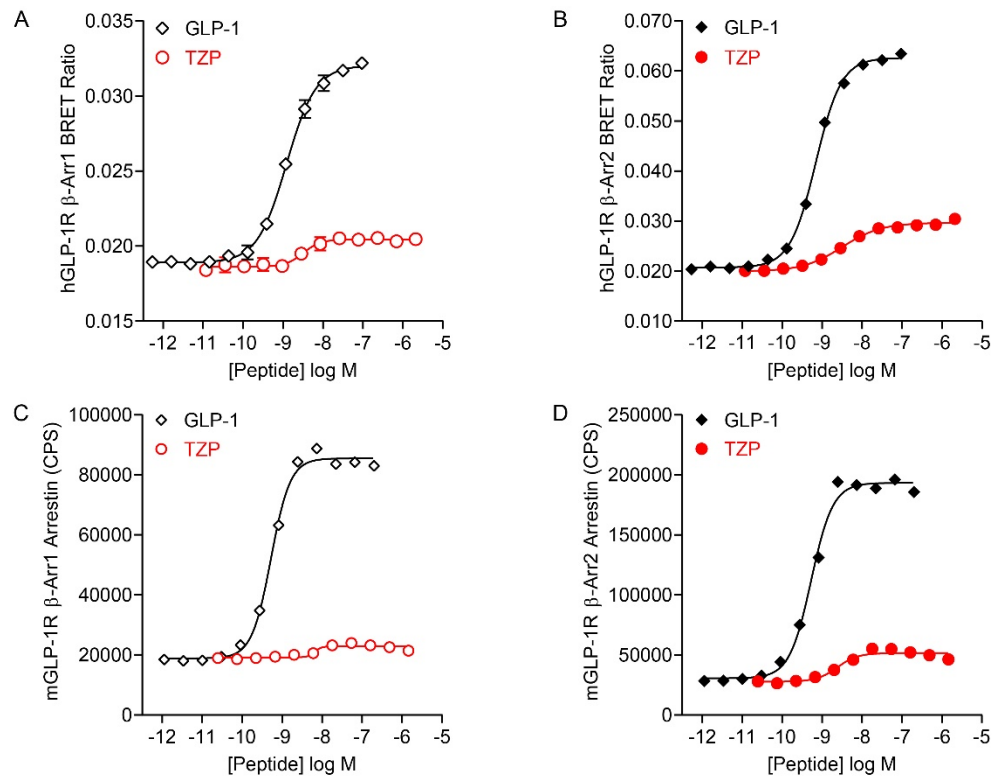 A
GLP-1
TZP
hGLP-1R β-Arr1 BRET Ratio
0.035
0.030
0.025
0.020
0.015
-12 -11 -10 -9 -8 -7 -6 -5
[Peptide] log M
B
GLP-1
TZP
hGLP-1R β-Arr2 BRET Ratio
0.070
0.060
0.050
0.040
0.030
0.020
0.010
-12 -11 -10 -9 -8 -7 -6 -5
[Peptide] log M
C
GLP-1
TZP
mGLP-1R β-Arr1 Arrestin (CPS)
100000
80000
60000
40000
20000
0
-12 -11 -10 -9 -8 -7 -6 -5
[Peptide] log M
D
GLP-1
TZP
mGLP-1R β-Arr2 Arrestin (CPS)
250000
200000
150000
100000
50000
0
-12 -11 -10 -9 -8 -7 -6 -5
[Peptide] log M